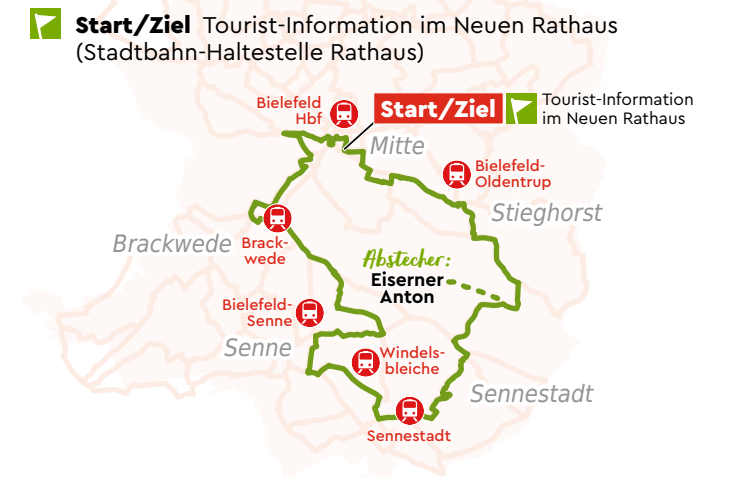 Start/Ziel Tourist-Information im Neuen Rathaus
(Stadtbahn-Haltestelle Rathaus)
Bielefeld
Hbf
Start/Ziel
Tourist-Information
im Neuen Rathaus
Mitte
Bielefeld-
Oldentrup
Stieghorst
Brackwede
Brack-
wede
Abstecher:
Eiserner
Anton
Bielefeld-
Senne
Senne
Windels-
bleiche
Sennestadt
Sennestadt